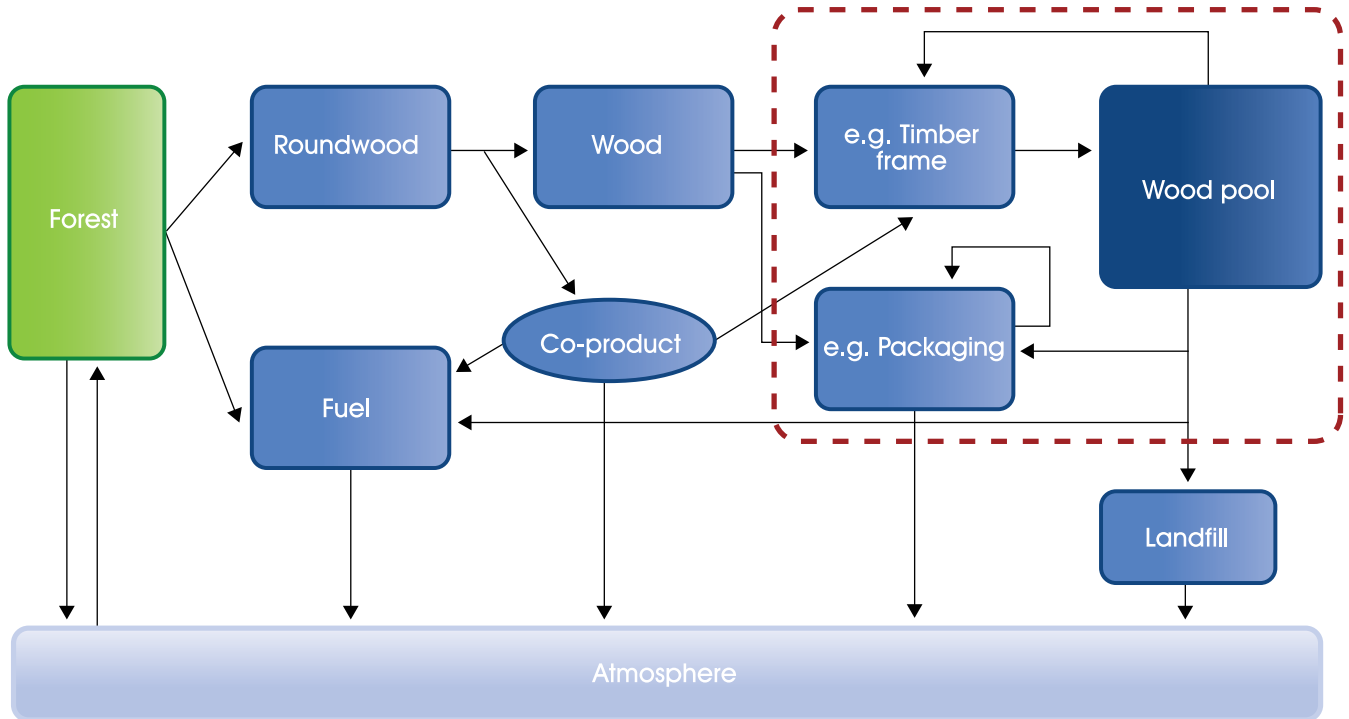 Forest
Roundwood
Wood
e.g. Timber
frame
Wood pool
Co-product
e.g. Packaging
Fuel
Landfill
Atmosphere